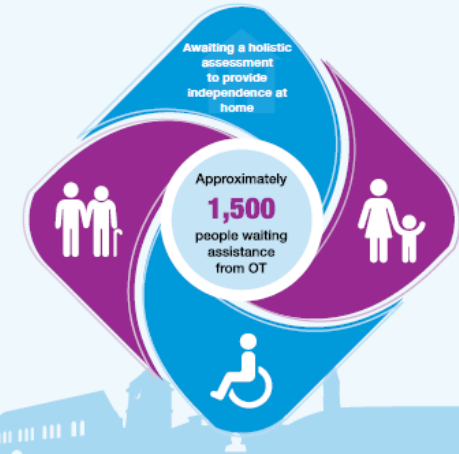 Awaiting a holistic
assessment
to provide
independence at
home
Approximately
1,500
people waiting
assistance
from OT